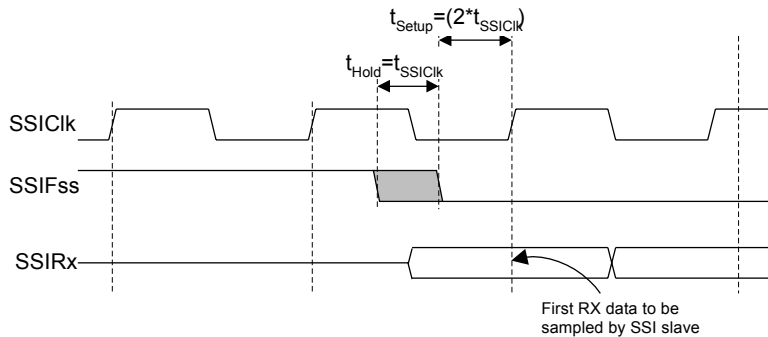 tSetup=(2*tSSIClk)
tHold=tSSIClk
SSIClk
SSIFss
SSIRx
First RX data to be
sampled by SSI slave